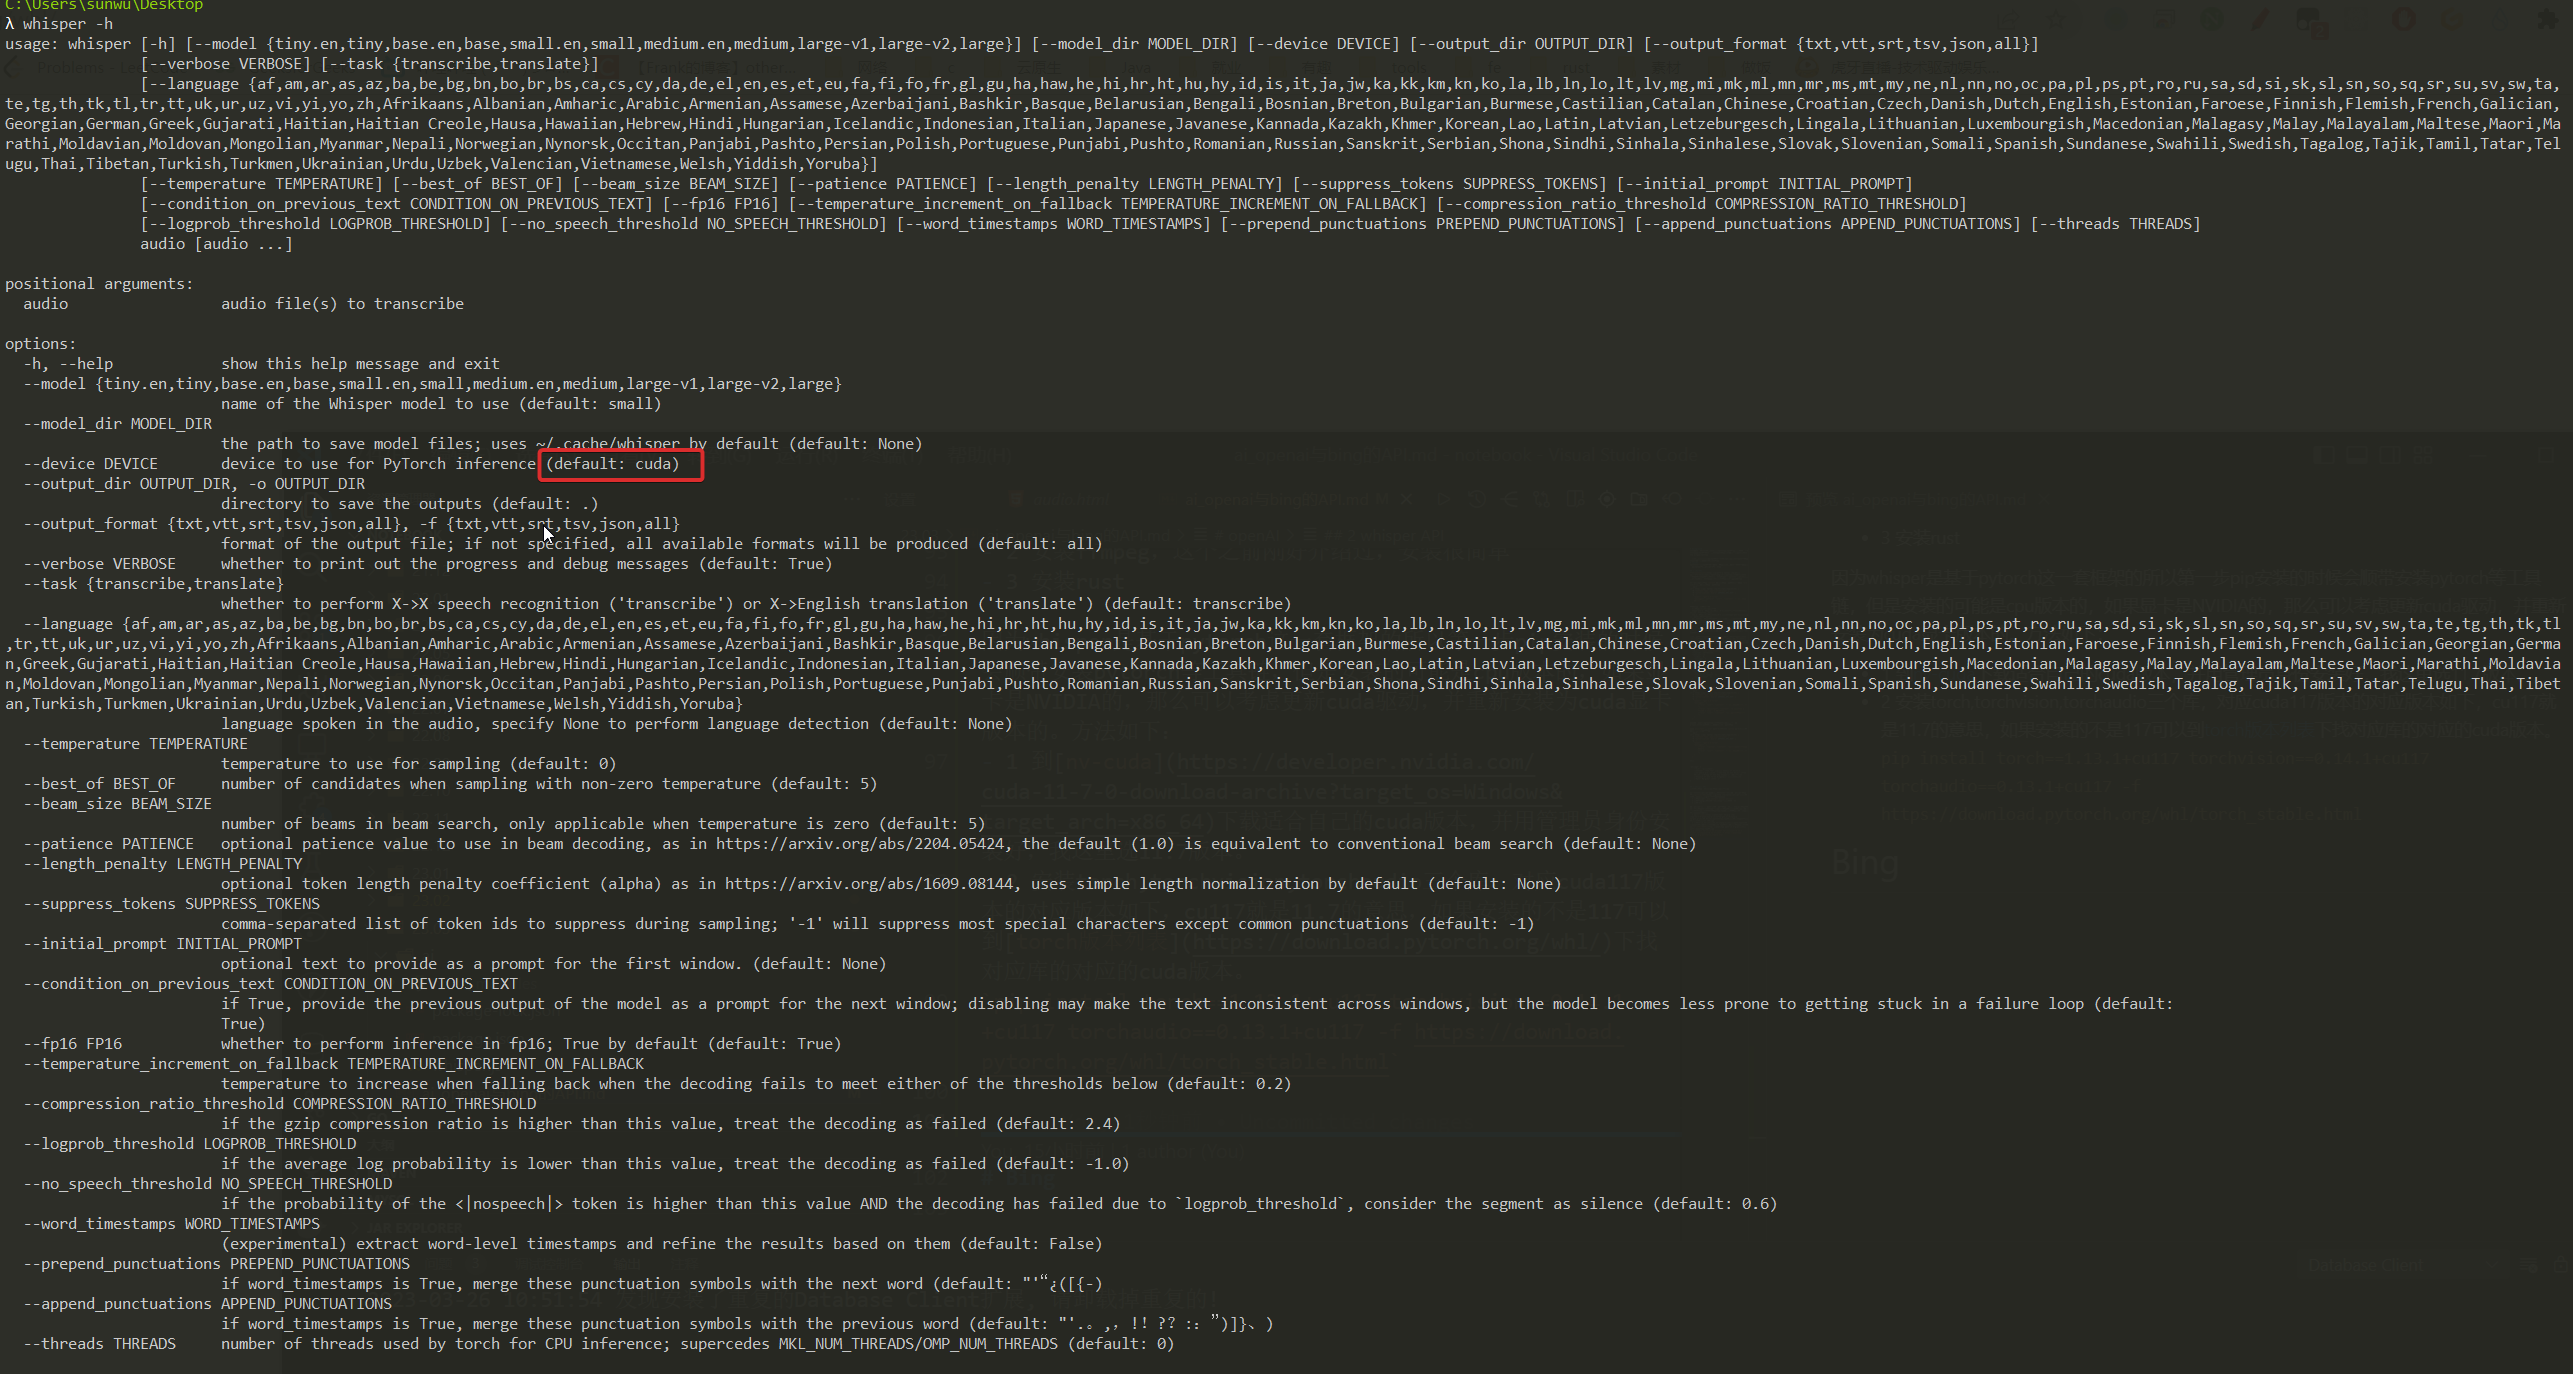 C:\Users\sunwu\Desktop
λ whisper -h
usage: whisper [-h] [--model {tiny.en,tiny,base.en,base,small.en,small,medium.en,medium,large-v1,large-v2,large}] [--model_dir MODEL_DIR] [--device DEVICE] [--output_dir OUTPUT_DIR] [--output_format {txt,vtt,srt,tsv,json,all}]
[--verbose VERBOSE] [--task {transcribe,translate}]
[--language {af,am,ar,as,az,ba,be,bg,bn,bo,br,bs,ca,cs,cy,da,de,el,en,es,et,eu,fa,fi,fo,fr,gl,gu,ha,haw,he,hi,hr,ht,hu,hy,id,is,it,ja,jw,ka,kk,km,kn,ko,la,lb,ln,lo,lt,lv,mg,mi,mk,ml,mn,mr,ms,mt,my,ne,nl,nn,no,oc,pa,pl,ps,pt,ro,ru,sa,sd,si,sk,sl,sn,so,sq,sr,su,sv,sw,ta,
te,tg,th,tk,tl,tr,tt,uk,ur,uz,vi,yi,yo,zh,Afrikaans,Albanian,Amharic,Arabic,Armenian,Assamese,Azerbaijani,Bashkir,Basque,Belarusian,Bengali,Bosnian,Breton,Bulgarian,Burmese,Castilian,Catalan,Chinese,Croatian,Czech,Danish,Dutch,English,Estonian,Faroese,Finnish,Flemish,French,Galician,
Georgian,German,Greek,Gujarati,Haitian,Haitian Creole,Hausa,Hawaiian,Hebrew,Hindi,Hungarian,Icelandic,Indonesian,Italian,Japanese,Javanese,Kannada,Kazakh,Khmer,Korean,Lao,Latin,Latvian,Letzeburgesch,Lingala,Lithuanian,Luxembourgish,Macedonian,Malagasy,Malay,Malayalam,Maltese,Maori,Ma
rathi,Moldavian,Moldovan,Mongolian,Myanmar,Nepali,Norwegian,Nynorsk,Occitan,Panjabi,Pashto,Persian,Polish,Portuguese,Punjabi,Pushto,Romanian,Russian,Sanskrit,Serbian,Shona,Sindhi,Sinhala,Sinhalese,Slovak,Slovenian,Somali,Spanish,Sundanese,Swahili,Swedish,Tagalog,Tajik,Tamil,Tatar,Tel
ugu,Thai,Tibetan,Turkish,Turkmen,Ukrainian,Urdu,Uzbek,Valencian,Vietnamese,Welsh,Yiddish,Yoruba}]
[--temperature TEMPERATURE] [--best_of BEST_OF] [--beam_size BEAM_SIZE] [--patience PATIENCE] [--length_penalty LENGTH_PENALTY] [--suppress_tokens SUPPRESS_TOKENS] [--initial_prompt INITIAL_PROMPT]
[--condition_on_previous_text CONDITION_ON_PREVIOUS_TEXT] [--fp16 FP16] [--temperature_increment_on_fallback TEMPERATURE_INCREMENT_ON_FALLBACK] [--compression_ratio_threshold COMPRESSION_RATIO_THRESHOLD]
[--logprob_threshold LOGPROB_THRESHOLD] [--no_speech_threshold NO_SPEECH_THRESHOLD] [--word_timestamps WORD_TIMESTAMPS] [--prepend_punctuations PREPEND_PUNCTUATIONS] [--append_punctuations APPEND_PUNCTUATIONS] [--threads THREADS]
audio [audio ...]
positional arguments:
audio audio file(s) to transcribe
options:
-h, --help show this help message and exit
--model {tiny.en,tiny,base.en,base,small.en,small,medium.en,medium,large-v1,large-v2,large}
name of the Whisper model to use (default: small)
--model_dir MODEL_DIR
the path to save model files; uses ~/.cache/whisper by default (default: None)
--device DEVICE device to use for PyTorch inference (default: cuda)
--output_dir OUTPUT_DIR, -o OUTPUT_DIR
directory to save the outputs (default: .)
--output_format {txt,vtt,srt,tsv,json,all}, -f {txt,vtt,srt,tsv,json,all}
format of the output file; if not specified, all available formats will be produced (default: all)
--verbose VERBOSE whether to print out the progress and debug messages (default: True)
--task {transcribe,translate}
whether to perform X->X speech recognition ('transcribe') or X->English translation ('translate') (default: transcribe)
--language {af,am,ar,as,az,ba,be,bg,bn,bo,br,bs,ca,cs,cy,da,de,el,en,es,et,eu,fa,fi,fo,fr,gl,gu,ha,haw,he,hi,hr,ht,hu,hy,id,is,it,ja,jw,ka,kk,km,kn,ko,la,lb,ln,lo,lt,lv,mg,mi,mk,ml,mn,mr,ms,mt,my,ne,nl,nn,no,oc,pa,pl,ps,pt,ro,ru,sa,sd,si,sk,sl,sn,so,sq,sr,su,sv,sw,ta,te,tg,th,tk,tl
,tr,tt,uk,ur,uz,vi,yi,yo,zh,Afrikaans,Albanian,Amharic,Arabic,Armenian,Assamese,Azerbaijani,Bashkir,Basque,Belarusian,Bengali,Bosnian,Breton,Bulgarian,Burmese,Castilian,Catalan,Chinese,Croatian,Czech,Danish,Dutch,English,Estonian,Faroese,Finnish,Flemish,French,Galician,Georgian,Germa
n,Greek,Gujarati,Haitian,Haitian Creole,Hausa,Hawaiian,Hebrew,Hindi,Hungarian,Icelandic,Indonesian,Italian,Japanese,Javanese,Kannada,Kazakh,Khmer,Korean,Lao,Latin,Latvian,Letzeburgesch,Lingala,Lithuanian,Luxembourgish,Macedonian,Malagasy,Malay,Malayalam,Maltese,Maori,Marathi,Moldavia
n,Moldovan,Mongolian,Myanmar,Nepali,Norwegian,Nynorsk,Occitan,Panjabi,Pashto,Persian,Polish,Portuguese,Punjabi,Pushto,Romanian,Russian,Sanskrit,Serbian,Shona,Sindhi,Sinhala,Sinhalese,Slovak,Slovenian,Somali,Spanish,Sundanese,Swahili,Swedish,Tagalog,Tajik,Tamil,Tatar,Telugu,Thai,Tibet
an,Turkish,Turkmen,Ukrainian,Urdu,Uzbek,Valencian,Vietnamese,Welsh,Yiddish,Yoruba}
language spoken in the audio, specify None to perform language detection (default: None)
--temperature TEMPERATURE
temperature to use for sampling (default: 0)
--best_of BEST_OF number of candidates when sampling with non-zero temperature (default: 5)
--beam_size BEAM_SIZE
number of beams in beam search, only applicable when temperature is zero (default: 5)
--patience PATIENCE optional patience value to use in beam decoding, as in https://arxiv.org/abs/2204.05424, the default (1.0) is equivalent to conventional beam search (default: None)
--length_penalty LENGTH_PENALTY
optional token length penalty coefficient (alpha) as in https://arxiv.org/abs/1609.08144, uses simple length normalization by default (default: None)
--suppress_tokens SUPPRESS_TOKENS
comma-separated list of token ids to suppress during sampling; '-1' will suppress most special characters except common punctuations (default: -1)
--initial_prompt INITIAL_PROMPT
optional text to provide as a prompt for the first window. (default: None)
--condition_on_previous_text CONDITION_ON_PREVIOUS_TEXT
if True, provide the previous output of the model as a prompt for the next window; disabling may make the text inconsistent across windows, but the model becomes less prone to getting stuck in a failure loop (default:
True)
--fp16 FP16 whether to perform inference in fp16; True by default (default: True)
--temperature_increment_on_fallback TEMPERATURE_INCREMENT_ON_FALLBACK
temperature to increase when falling back when the decoding fails to meet either of the thresholds below (default: 0.2)
--compression_ratio_threshold COMPRESSION_RATIO_THRESHOLD
if the gzip compression ratio is higher than this value, treat the decoding as failed (default: 2.4)
--logprob_threshold LOGPROB_THRESHOLD
if the average log probability is lower than this value, treat the decoding as failed (default: -1.0)
--no_speech_threshold NO_SPEECH_THRESHOLD
if the probability of the <|nospeech|> token is higher than this value AND the decoding has failed due to `logprob_threshold`, consider the segment as silence (default: 0.6)
--word_timestamps WORD_TIMESTAMPS
(experimental) extract word-level timestamps and refine the results based on them (default: False)
--prepend_punctuations PREPEND_PUNCTUATIONS
if word_timestamps is True, merge these punctuation symbols with the next word (default: "'“¿([{-)
--append_punctuations APPEND_PUNCTUATIONS
if word_timestamps is True, merge these punctuation symbols with the previous word (default: "'.。,，!！?？:：”)]}、)
--threads THREADS number of threads used by torch for CPU inference; supercedes MKL_NUM_THREADS/OMP_NUM_THREADS (default: 0)